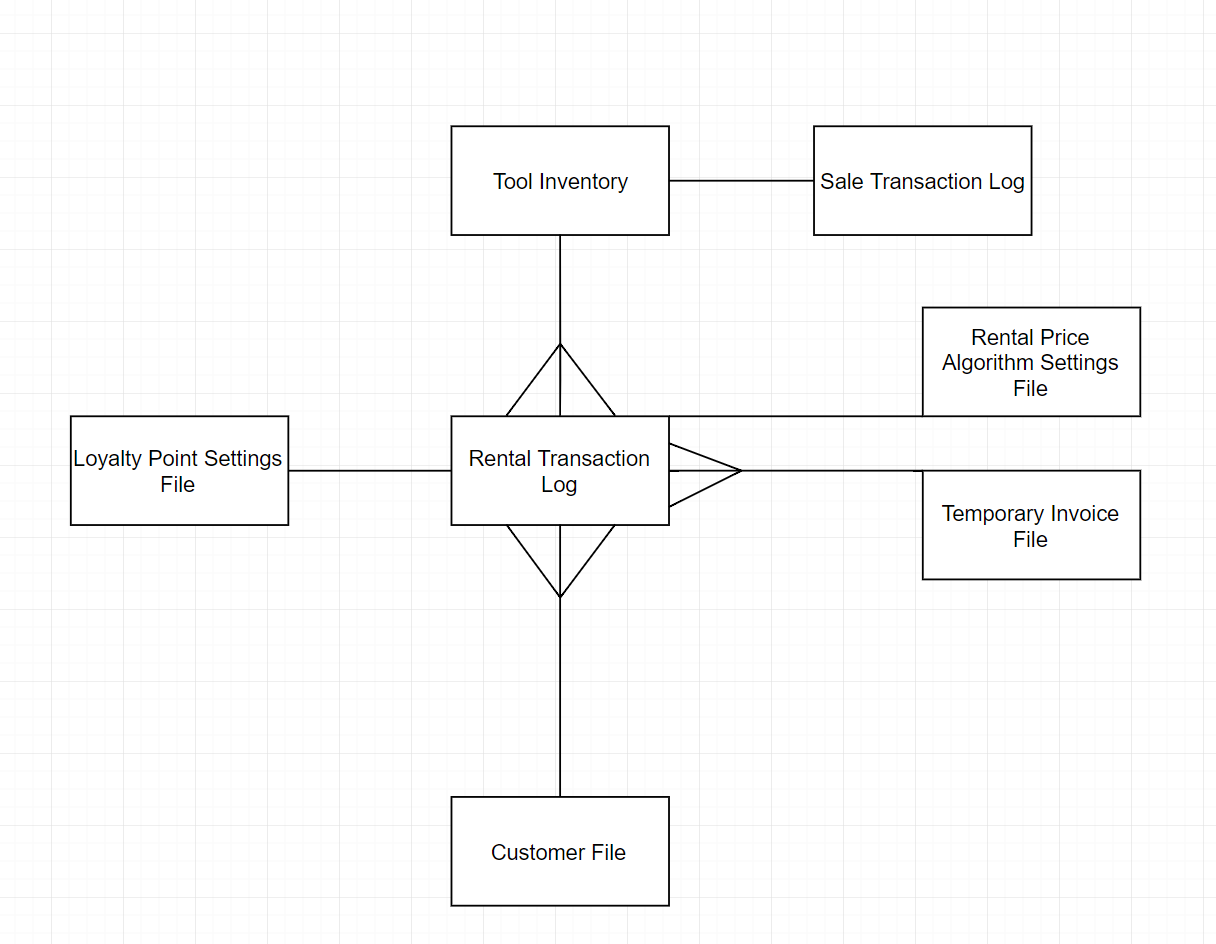 Tool Inventory
Sale Transaction Log
Rental Price
Algorithm Settings
File
Loyalty Point Settings
File
Rental Transaction
Log
Temporary Invoice
File
Customer File